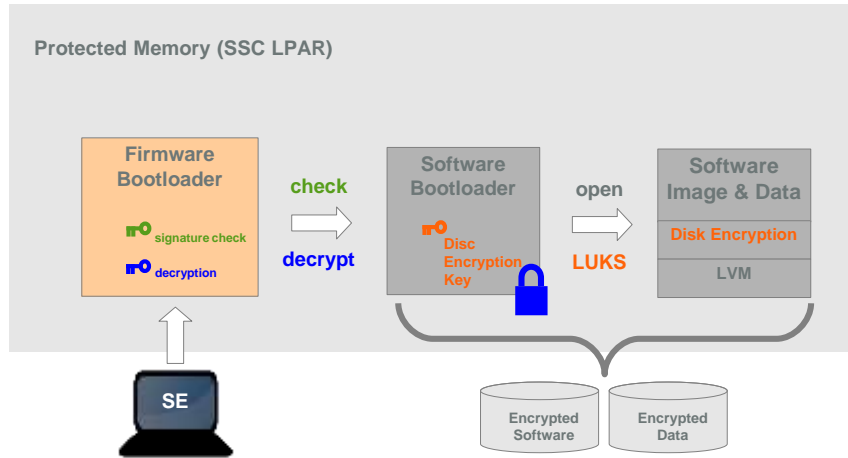 Protected Memory (SSC LPAR)
Firmware
Bootloader
signature check
decryption
check
decrypt
Software
Bootloader
Disc
Encryption
Key
open
LUKS
Software
Image & Data
Disk Encryption
LVM
SE
Encrypted
Software
Encrypted
Data